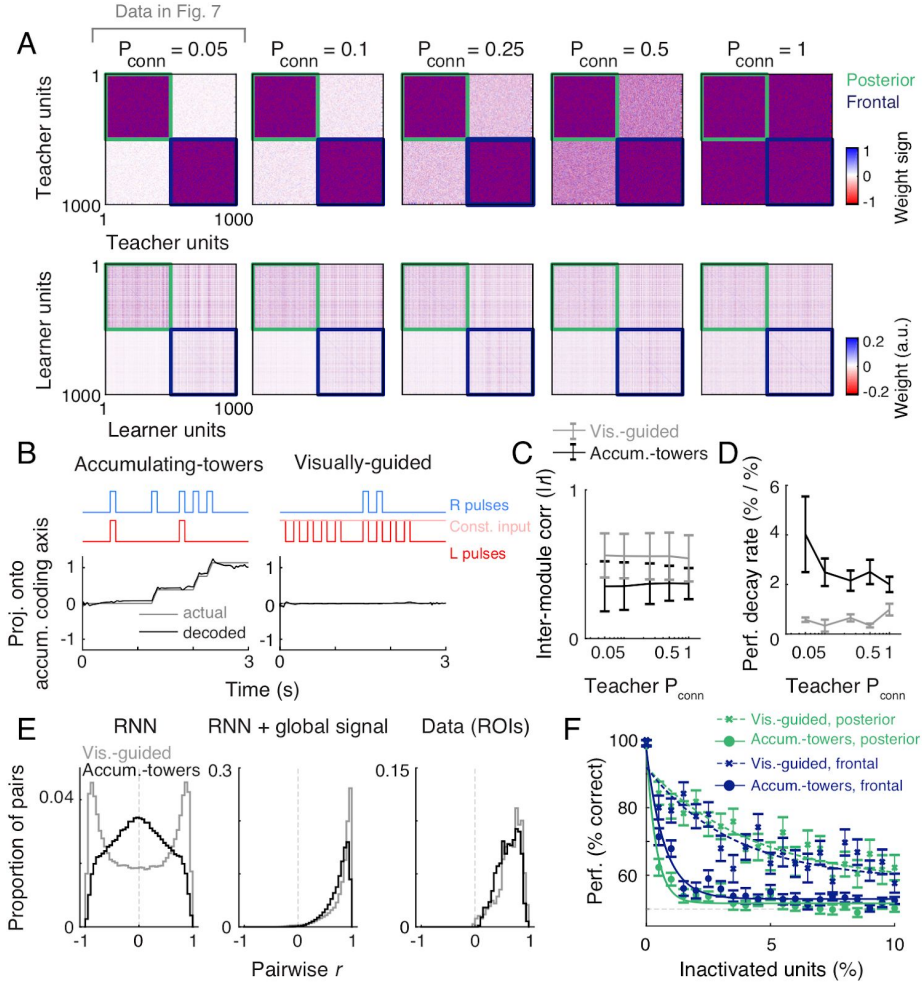 Data in Fig. 7
A
P conn = 0.05
P conn = 0.1
P conn = 0.25
P conn = 0.5
P conn = 1
Teacher units
1
1000
1
1000
Teacher units
Posterior
Frontal
1
0
-1
Weight sign
Learner units
1
1000
1
1000
Learner units
0.2
0
-0.2
Weight (a.u.)
B
Accumulating-towers
Visually-guided
R pulses
Const. input
L pulses
Proj. onto
accum. coding axis
1
0
-1
actual
decoded
0
3
1
0
-1
0
3
Time (s)
C
Vis.-guided
Accum.-towers
Inter-module corr (|r|)
1
0
0.05
0.5
1
Teacher P conn
D
Perf. decay rate (% / %)
6
4
2
0
0.05
0.5
1
Teacher P conn
E
RNN
RNN + global signal
Data (ROIs)
Vis.-guided
Accum.-towers
Proportion of pairs
0.04
0
-1
0
1
0.3
0
-1
0
1
0.15
0
-1
0
1
Pairwise r
F
Vis.-guided, posterior
Accum.-towers, posterior
Vis.-guided, frontal
Accum.-towers, frontal
Perf. (% correct)
100
80
60
0
5
10
Inactivated units (%)